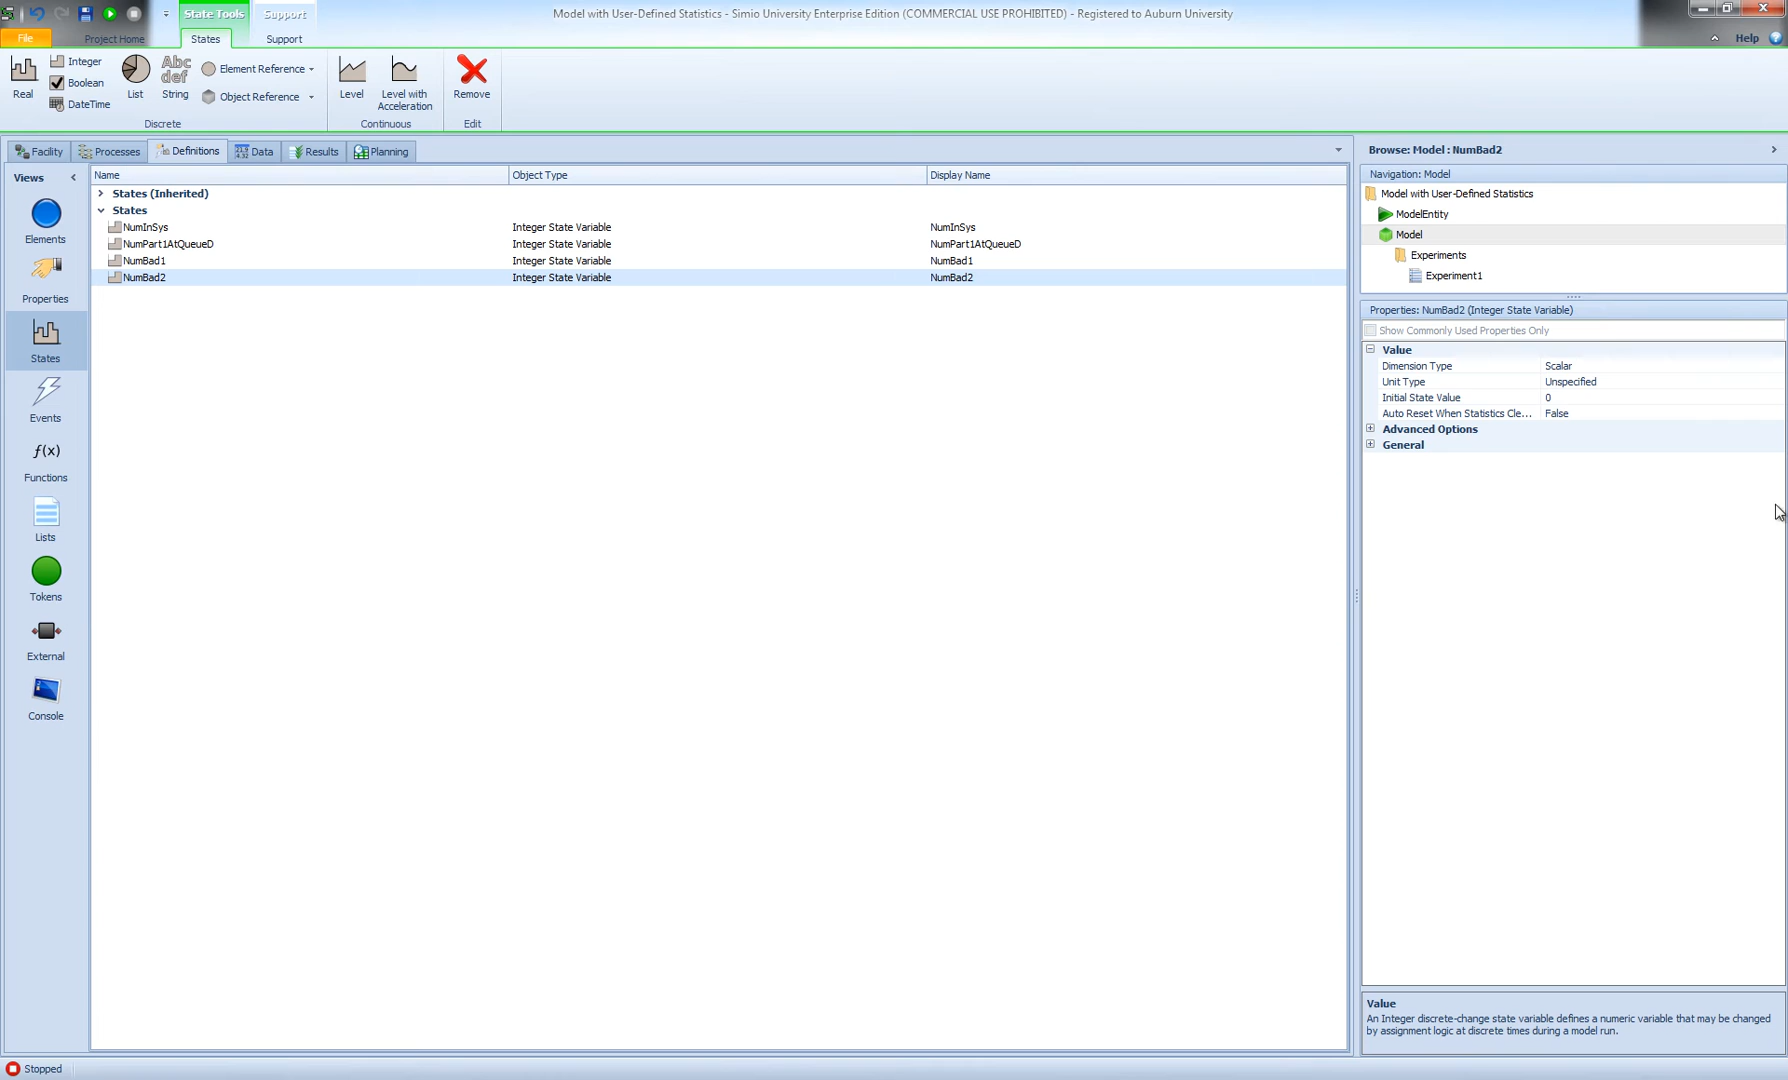 State Tools Support Model with User-Defined Statistics - Simio University Enterprise Edition (COMMERCIAL USE PROHIBITED) - Registered to Auburn University
File Project Home States Support Help
Real Integer Boolean DateTime List Abc def String Element Reference Object Reference Level Level with Acceleration Remove
Discrete Continuous Edit
Facility Processes Definitions Data Results Planning
Views
Elements
Properties
States
Events
f(x)
Functions
Lists
Tokens
External
Console
Name Object Type Display Name
States (Inherited)
States
NumInSys Integer State Variable NumInSys
NumPart1AtQueueD Integer State Variable NumPart1AtQueueD
NumBad1 Integer State Variable NumBad1
NumBad2 Integer State Variable NumBad2
Browse: Model : NumBad2
Navigation: Model
Model with User-Defined Statistics
ModelEntity
Model
Experiments
Experiment1
Properties: NumBad2 (Integer State Variable)
Show Commonly Used Properties Only
Value
Dimension Type Scalar
Unit Type Unspecified
Initial State Value 0
Auto Reset When Statistics Cle... False
Advanced Options
General
Value
An Integer discrete-change state variable defines a numeric variable that may be changed
by assignment logic at discrete times during a model run.
Stopped